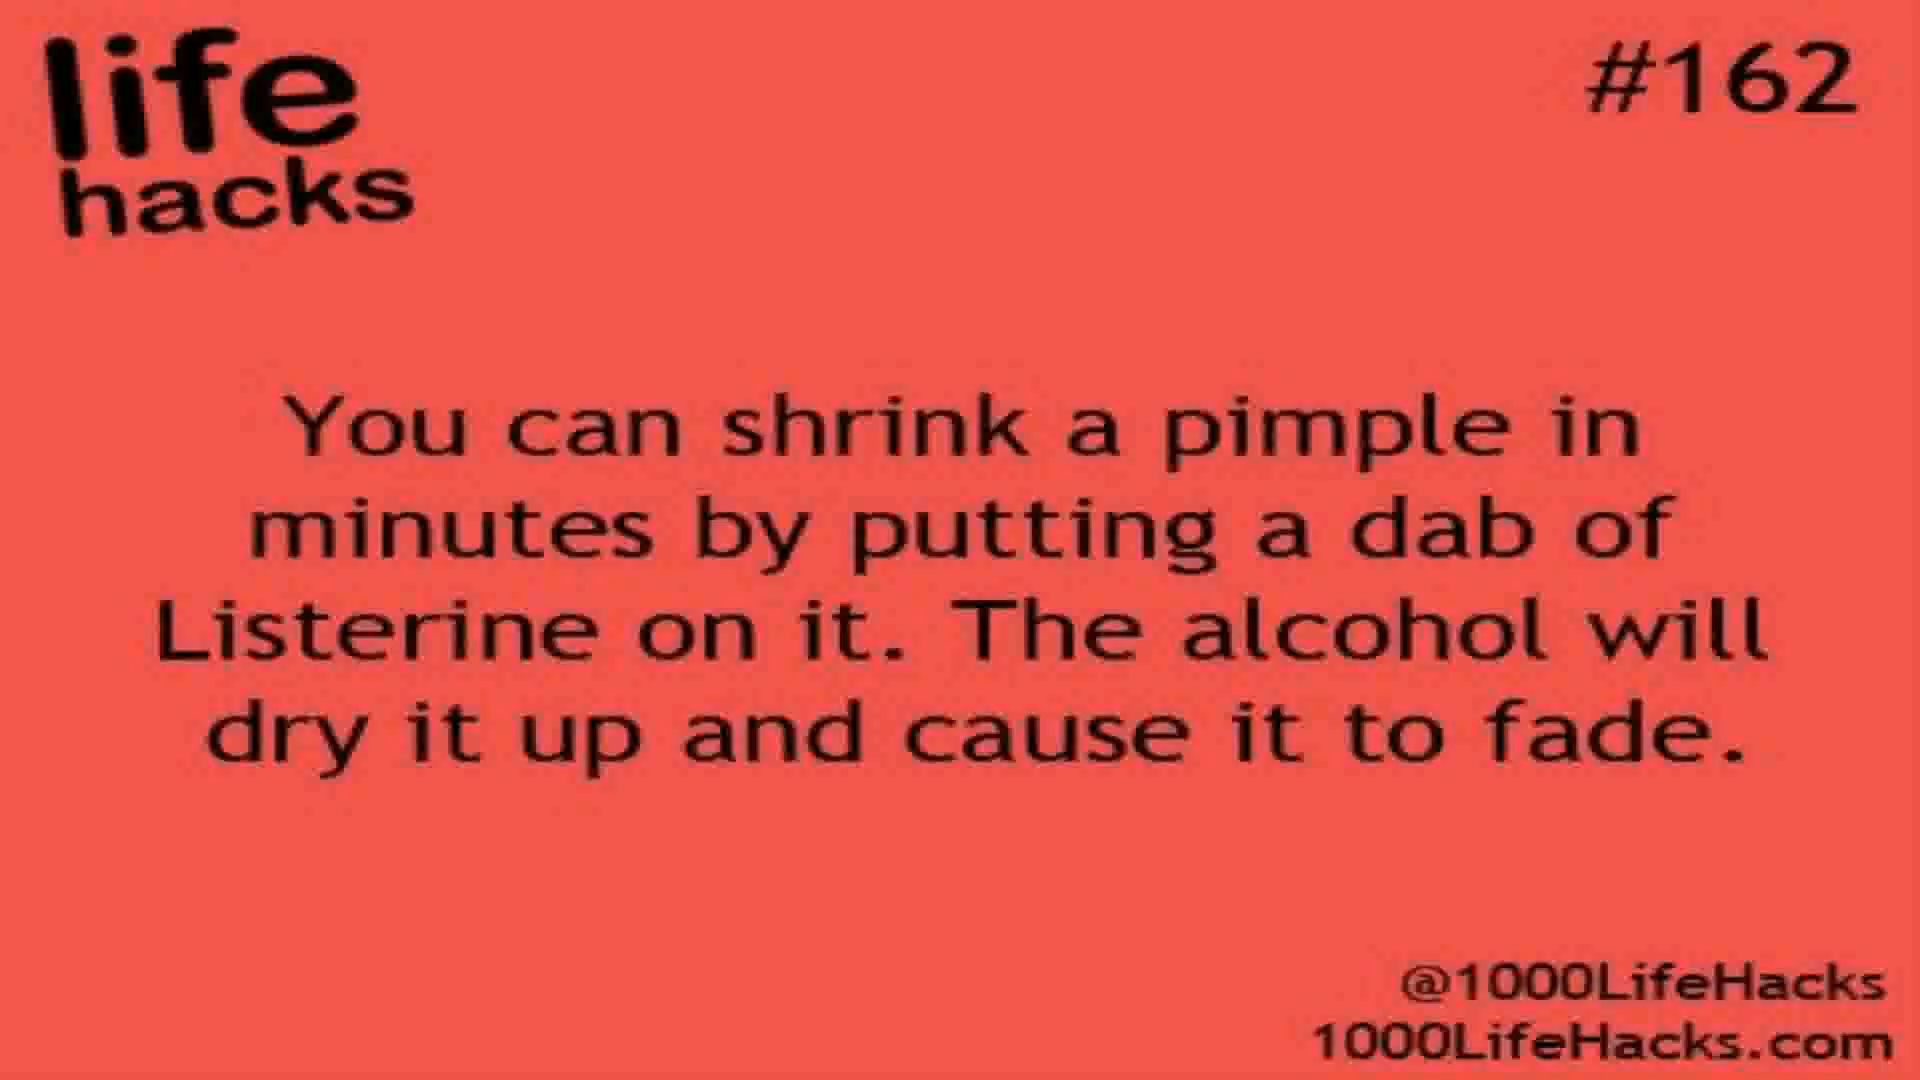 life
hacks
#162
You can shrink a pimple in
minutes by putting a dab of
Listerine on it. The alcohol will
dry it up and cause it to fade.
@1000LifeHacks
1000LifeHacks.com